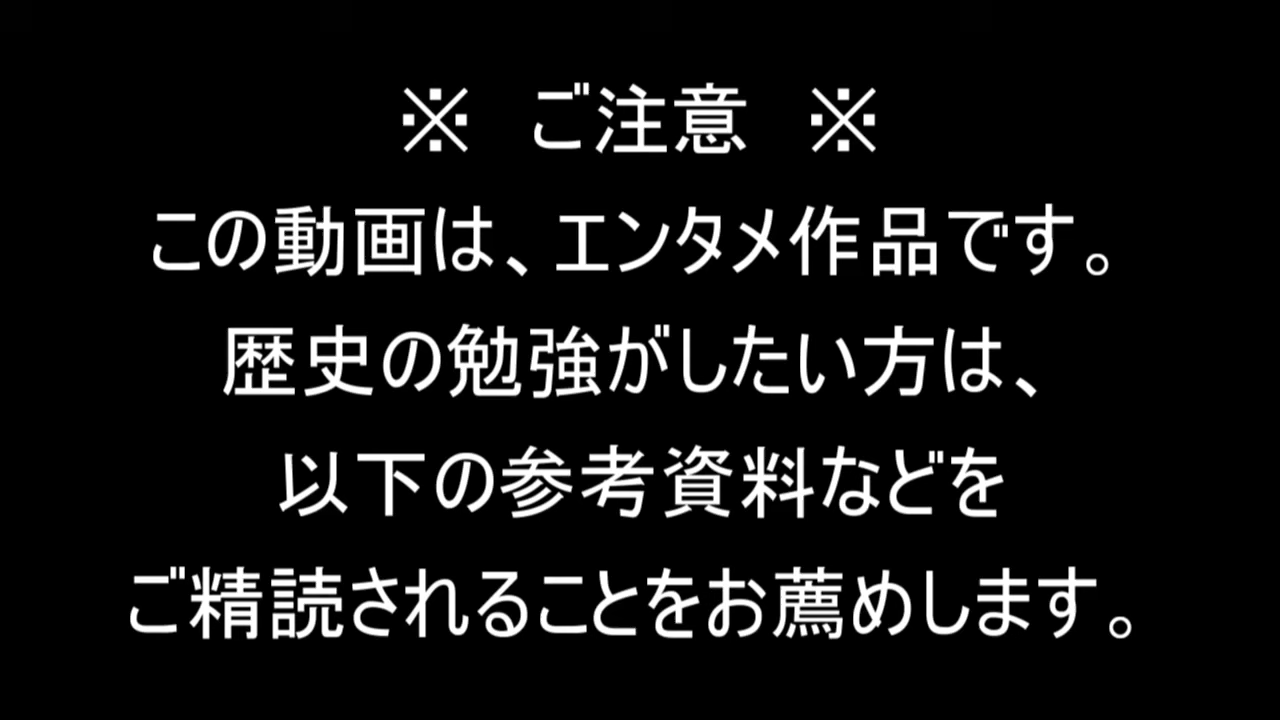 ※ ご注意 ※
この動画は、エンタメ作品です。
歴史の勉強がしたい方は、
以下の参考資料などを
ご精読されることをお薦めします。